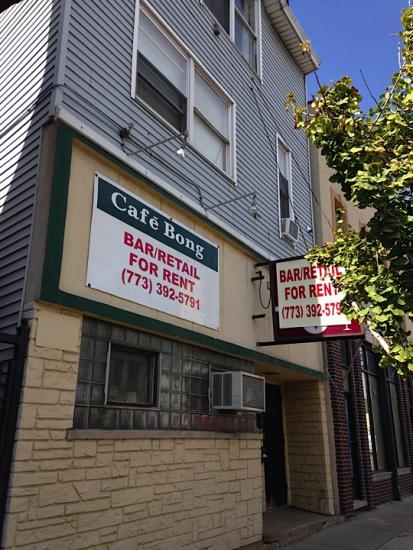 Café Bong
BAR/RETAIL
FOR RENT
(773) 392-5791
BAR/RETAIL
FOR RENT
(773) 392-5791